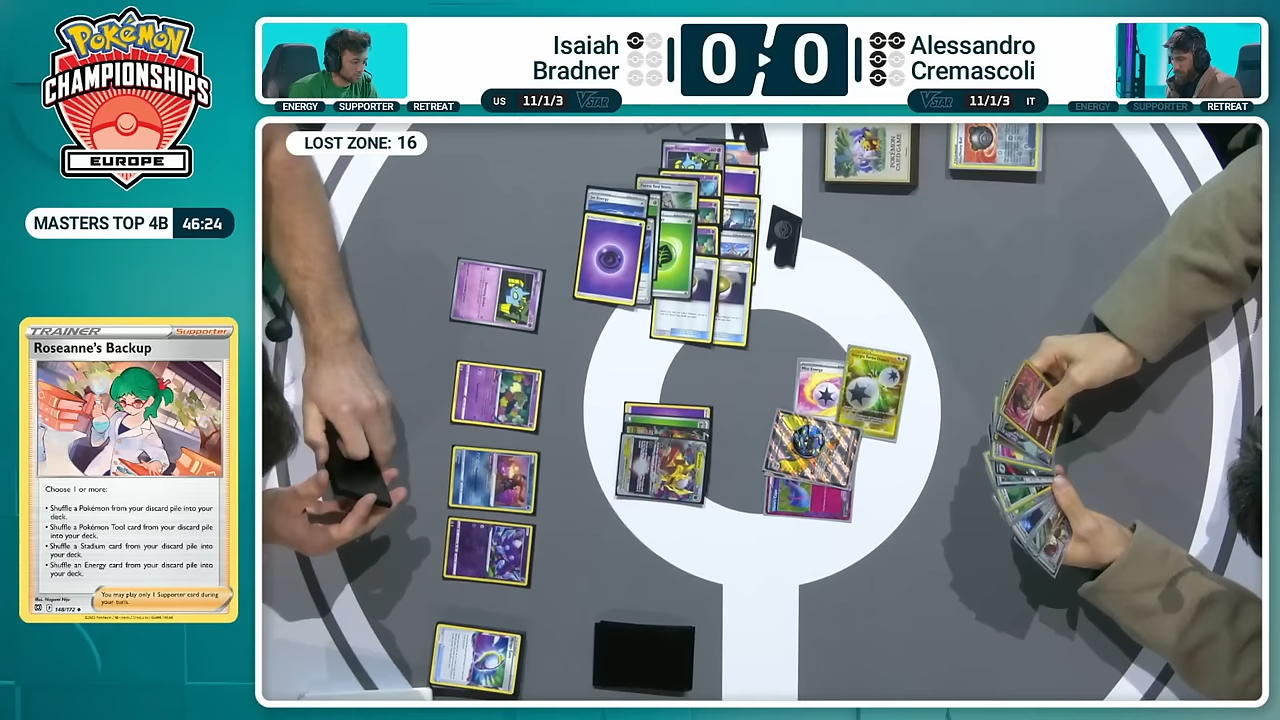 Pokémon
CHAMPIONSHIPS
EUROPE
MASTERS TOP 4B 46:24
TRAINER Supporter
Roseanne's Backup
Choose 1 or more:
• Shuffle a Pokémon from your discard pile into your
deck.
• Shuffle a Pokémon Tool card from your discard pile
into your deck.
• Shuffle a Stadium card from your discard pile into
your deck.
• Shuffle an Energy card from your discard pile into
your deck.
You may play only 1 Supporter card during
your turn.
148/172
Isaiah
Bradner
0 0
Alessandro
Cremascoli
ENERGY SUPPORTER RETREAT
US 11/1/3 VSTAR
VSTAR 11/1/3 IT
ENERGY SUPPORTER RETREAT
LOST ZONE: 16